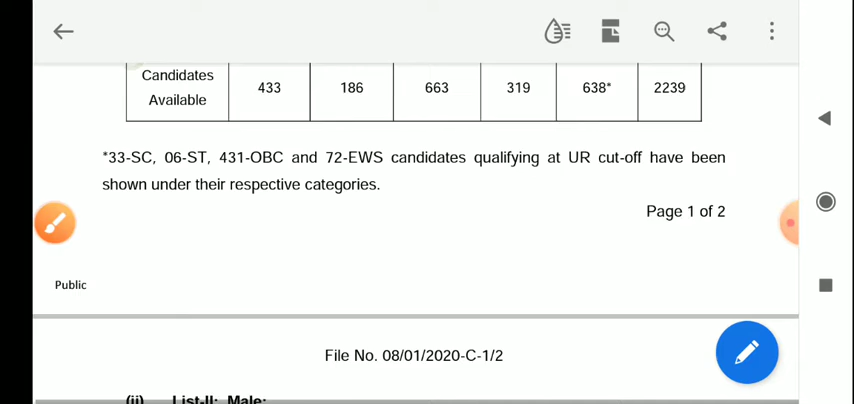 Candidates
Available
433 186 663 319 638* 2239
*33-SC, 06-ST, 431-OBC and 72-EWS candidates qualifying at UR cut-off have been
shown under their respective categories.
Page 1 of 2
Public
File No. 08/01/2020-C-1/2
(ii) List-II: Male: